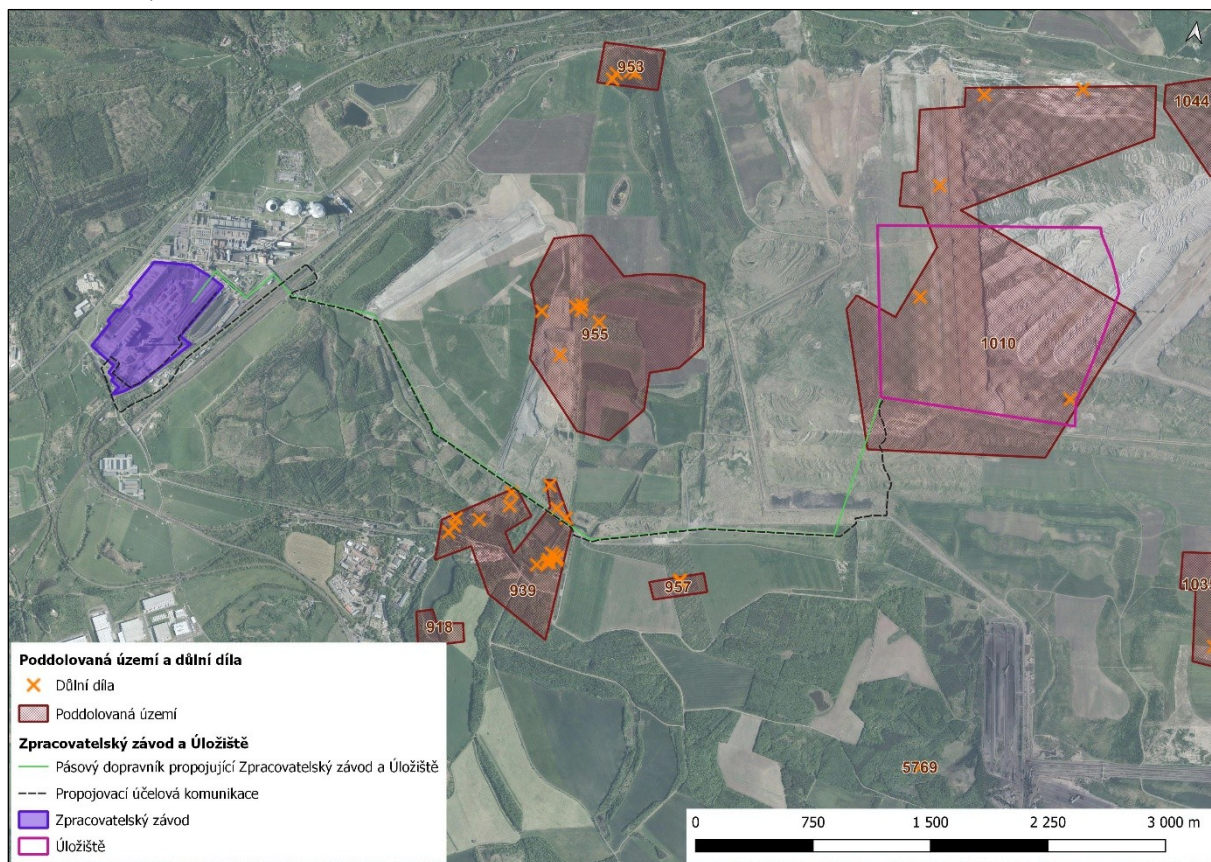 953
1044
955
1010
939
957
918
5769
Poddolovaná území a důlní díla
Důlní díla
Poddolovaná území
Zpracovatelský závod a Úložiště
Pásový dopravník propojující Zpracovatelský závod a Úložiště
Propojovací účelová komunikace
Zpracovatelský závod
Úložiště
0 750 1 500 2 250 3 000 m